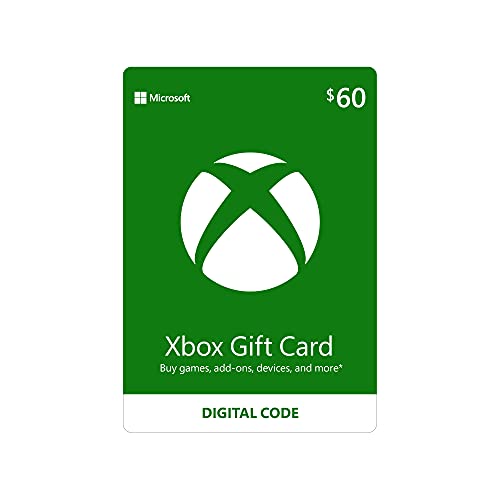 Microsoft
$60
Xbox Gift Card
Buy games, add-ons, devices, and more*
DIGITAL CODE